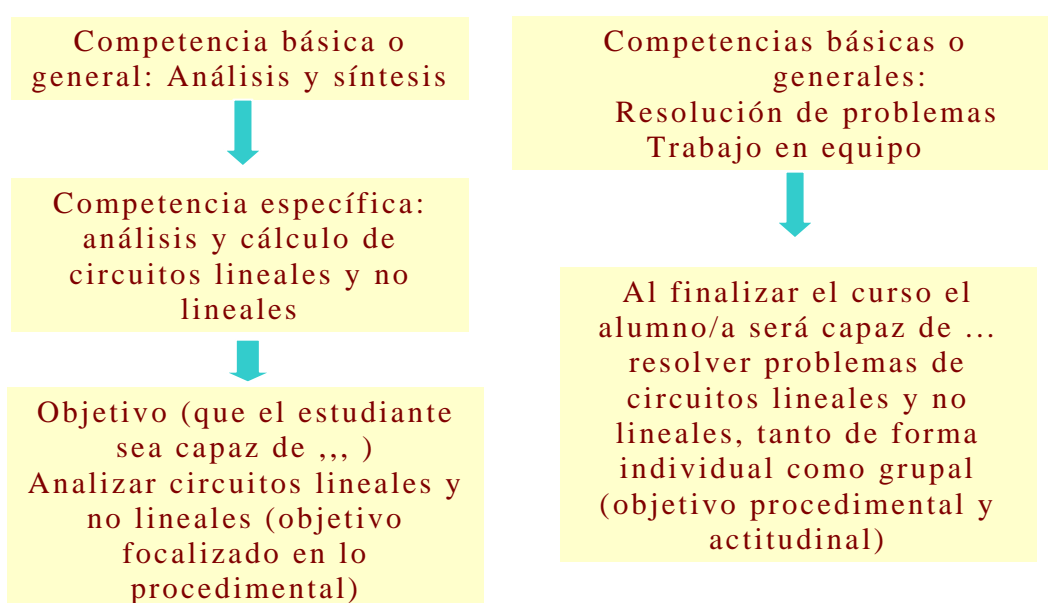 Competencia básica o
general: Análisis y síntesis
Competencia específica:
análisis y cálculo de
circuitos lineales y no
lineales
Objetivo (que el estudiante
sea capaz de ,,, )
Analizar circuitos lineales y
no lineales (objetivo
focalizado en lo
procedimental)
Competencias básicas o
generales:
Resolución de problemas
Trabajo en equipo
Al finalizar el curso el
alumno/a será capaz de ...
resolver problemas de
circuitos lineales y no
lineales, tanto de forma
individual como grupal
(objetivo procedimental y
actitudinal)